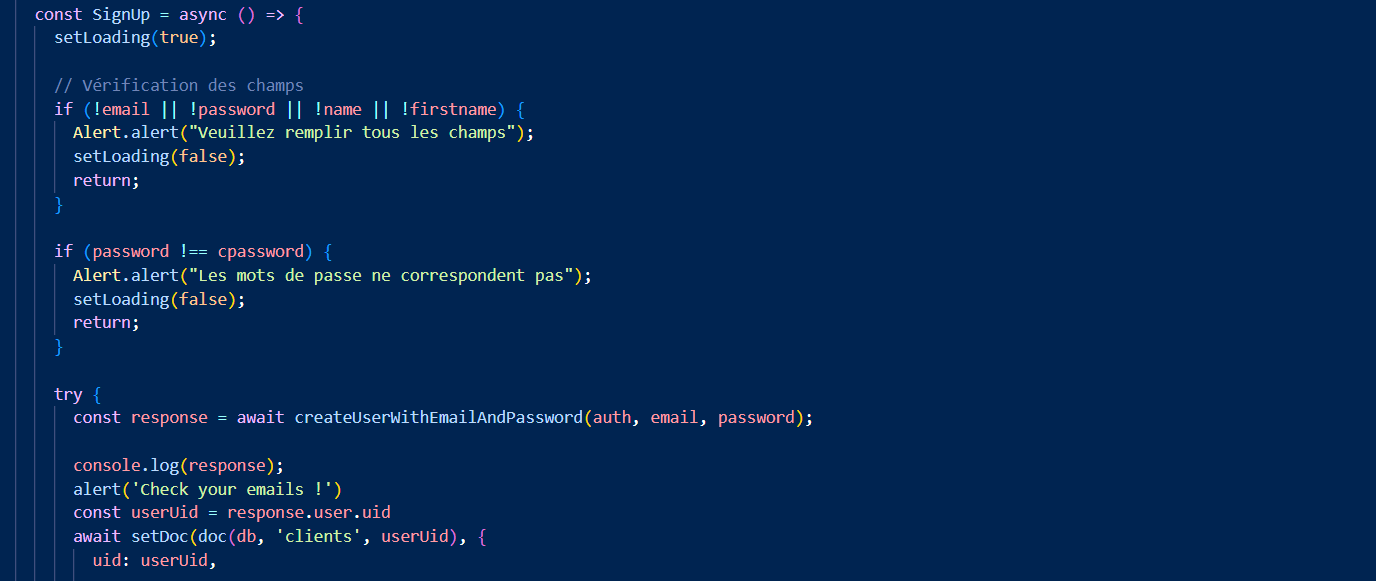 const SignUp = async () => {
setLoading(true);
// Vérification des champs
if (!email || !password || !name || !firstname) {
Alert.alert("Veuillez remplir tous les champs");
setLoading(false);
return;
}
if (password !== cpassword) {
Alert.alert("Les mots de passe ne correspondent pas");
setLoading(false);
return;
}
try {
const response = await createUserWithEmailAndPassword(auth, email, password);
console.log(response);
alert('Check your emails !')
const userUid = response.user.uid
await setDoc(doc(db, 'clients', userUid), {
uid: userUid,